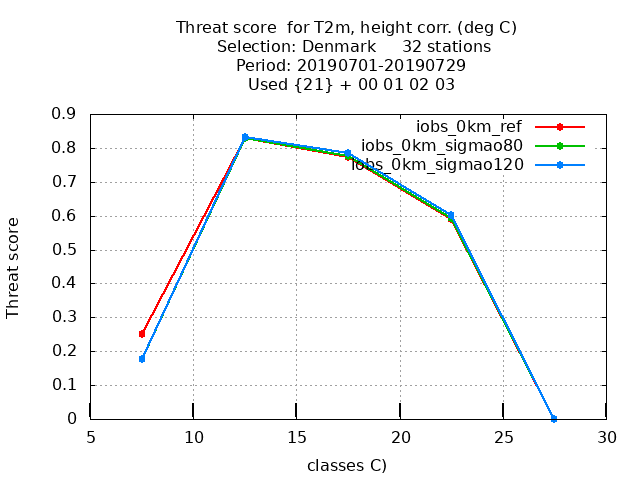 Threat score  for T2m, height corr. (deg C)
Selection: Denmark     32 stations
Period: 20190701-20190729
Used {21} + 00 01 02 03
iobs_0km_ref
iobs_0km_sigmao80
iobs_0km_sigmao120
Threat score
0.9
0.8
0.7
0.6
0.5
0.4
0.3
0.2
0.1
0
5
10
15
20
25
30
classes C)